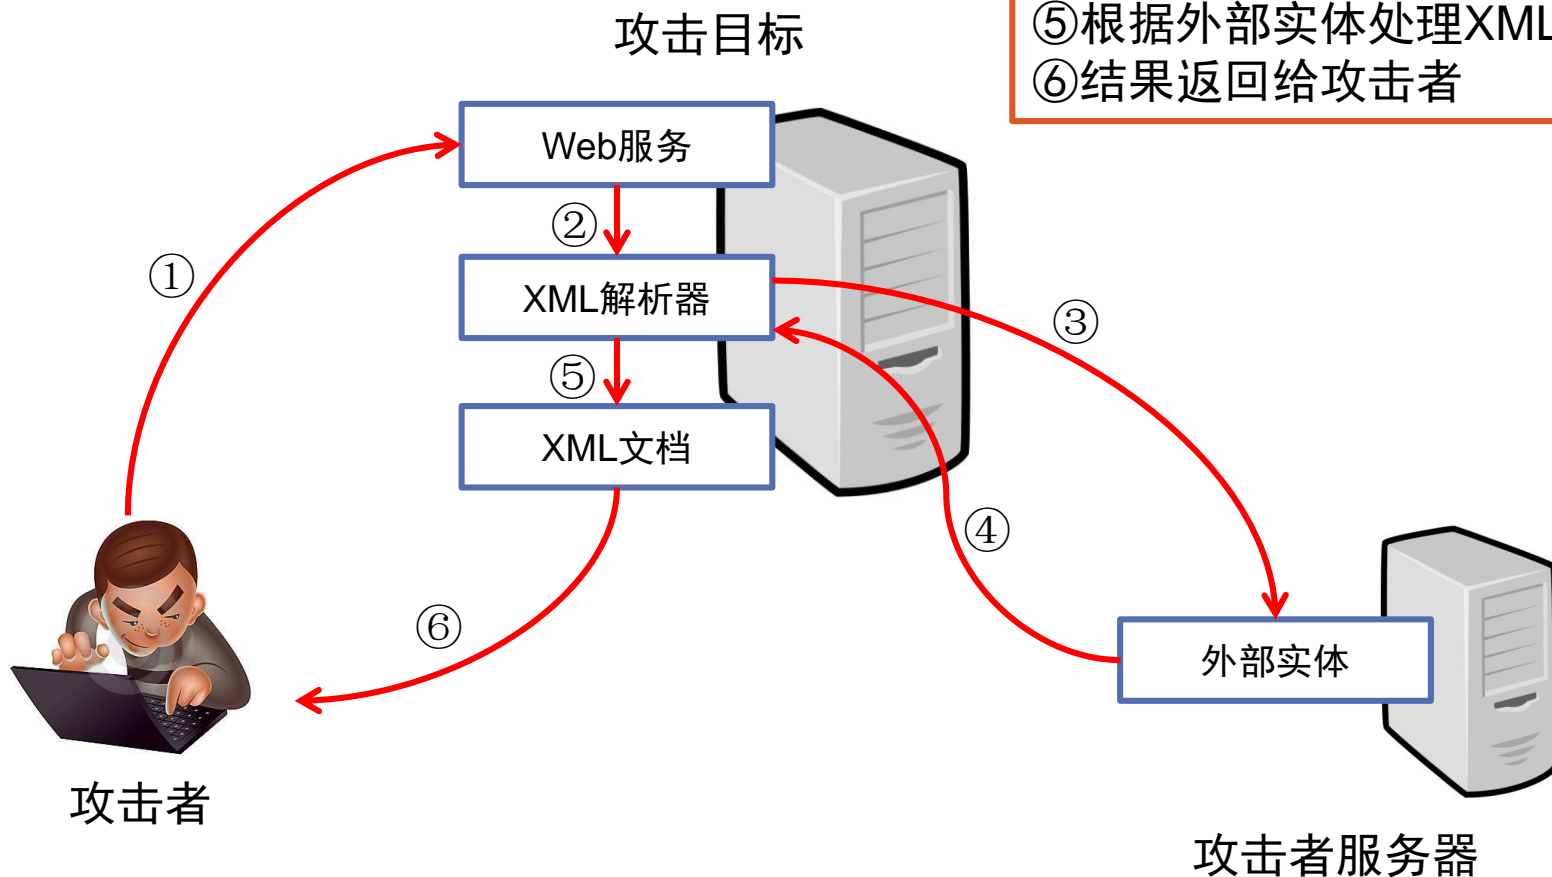 攻击目标
⑤根据外部实体处理XML
⑥结果返回给攻击者
Web服务
②
①
XML解析器
③
⑤
XML文档
④
⑥
外部实体
攻击者
攻击者服务器